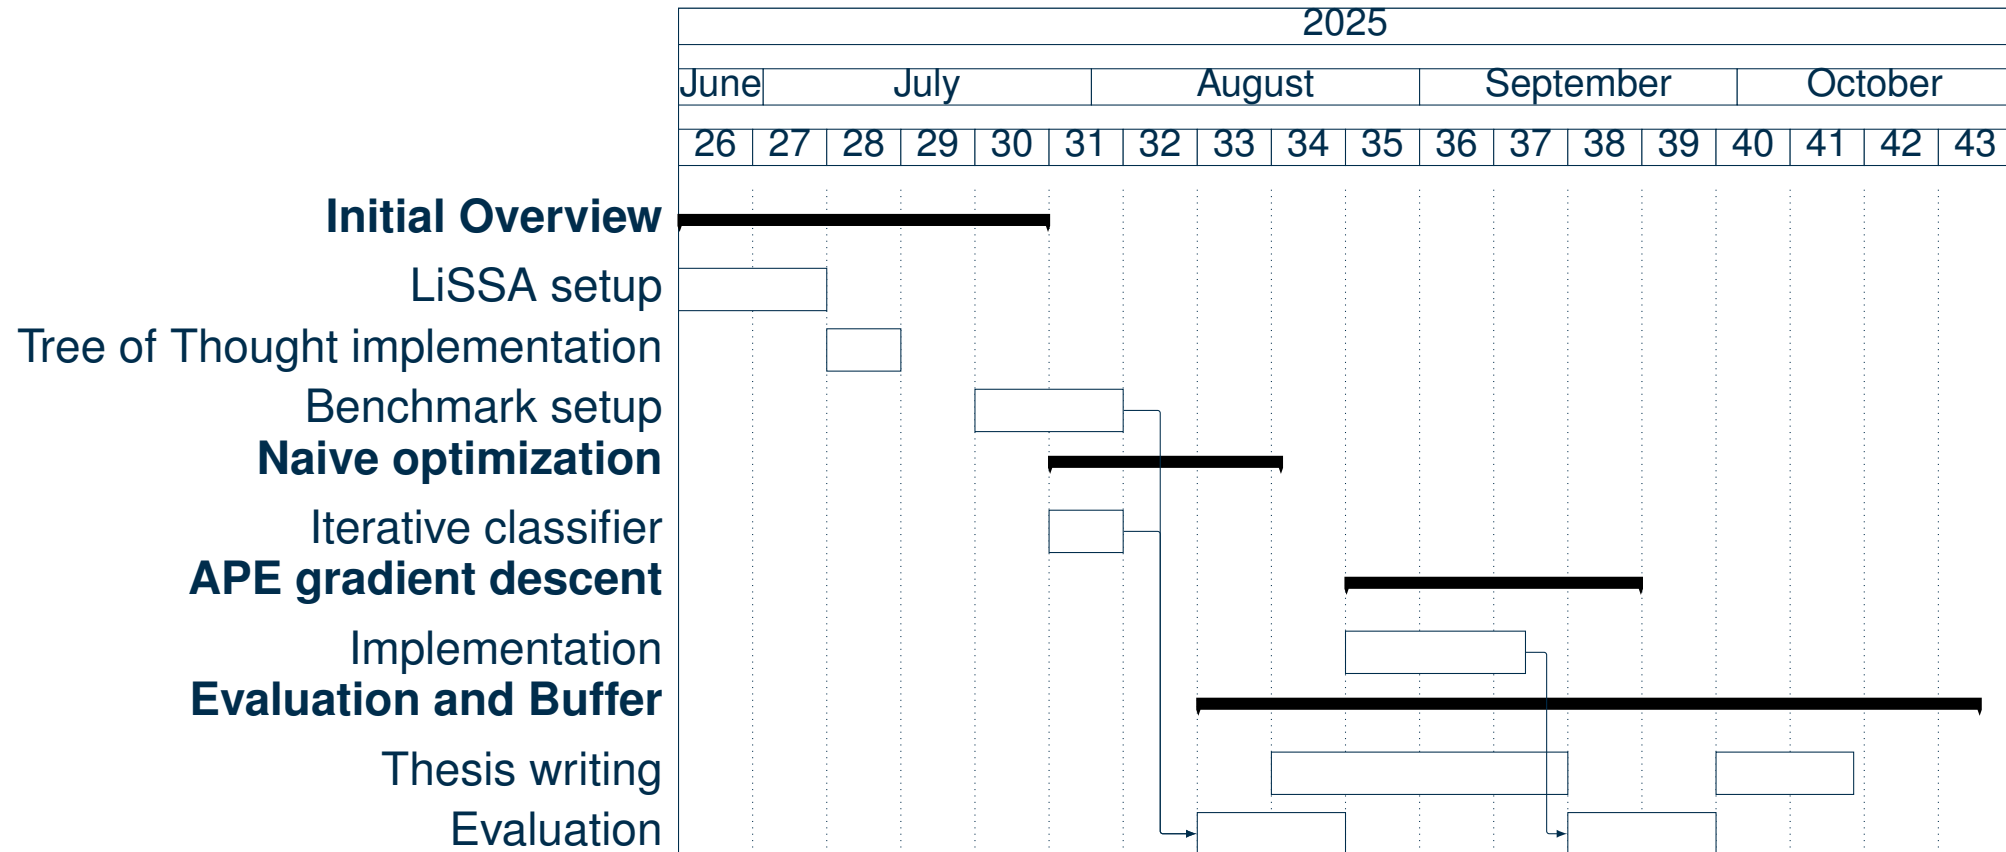 2025
June July August September October
26 27 28 29 30 31 32 33 34 35 36 37 38 39 40 41 42 43
Initial Overview
LiSSA setup
Tree of Thought implementation
Benchmark setup
Naive optimization
Iterative classifier
APE gradient descent
Implementation
Evaluation and Buffer
Thesis writing
Evaluation